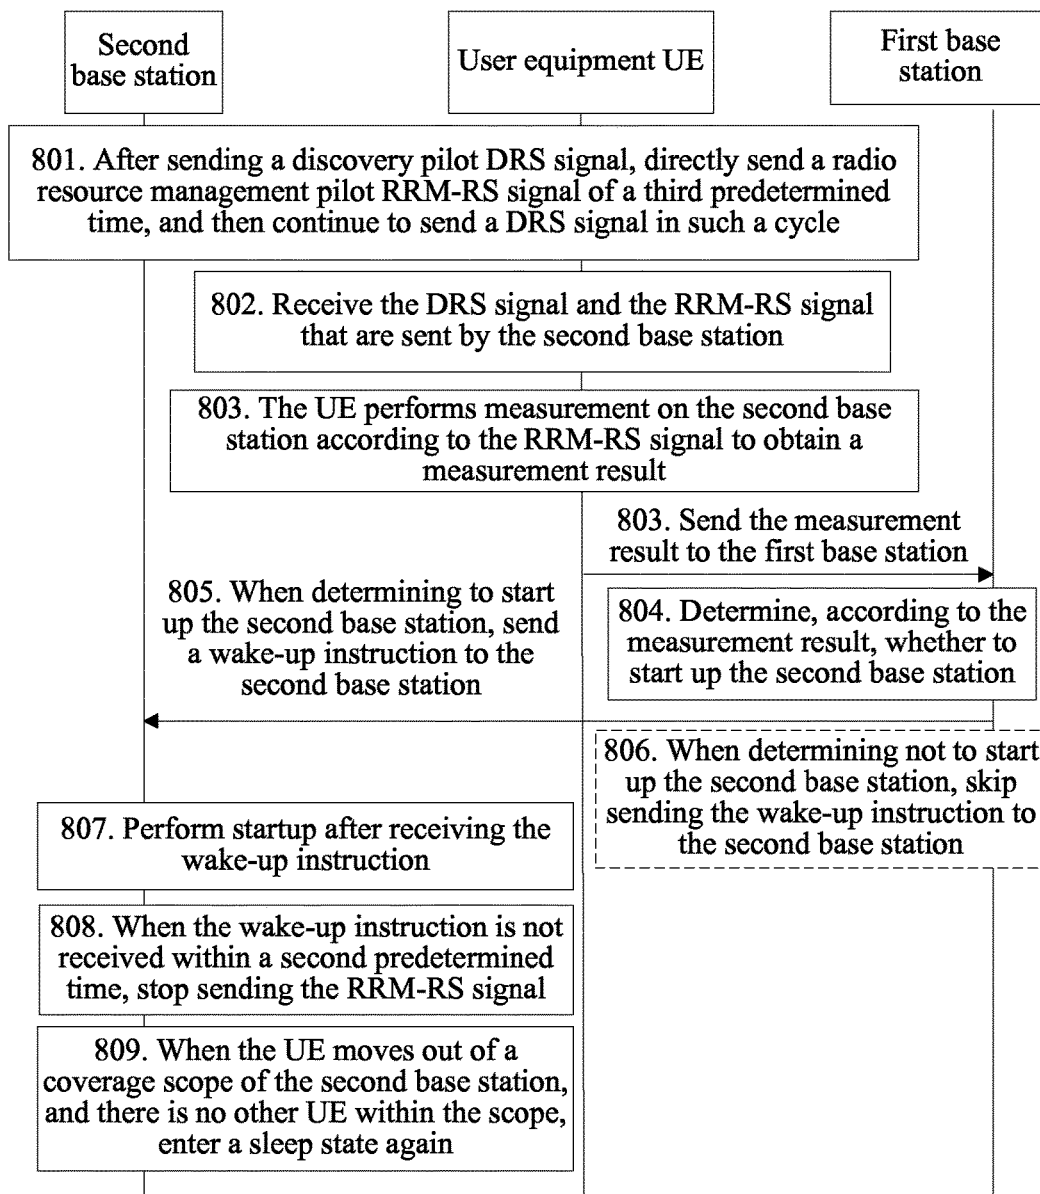 Second
base station
User equipment UE
First base
station
801. After sending a discovery pilot DRS signal, directly send a radio
resource management pilot RRM-RS signal of a third predetermined
time, and then continue to send a DRS signal in such a cycle
802. Receive the DRS signal and the RRM-RS signal
that are sent by the second base station
803. The UE performs measurement on the second base
station according to the RRM-RS signal to obtain a
measurement result
803. Send the measurement
result to the first base station
804. Determine, according to the
measurement result, whether to
start up the second base station
805. When determining to start
up the second base station, send
a wake-up instruction to the
second base station
806. When determining not to start
up the second base station, skip
sending the wake-up instruction to
the second base station
807. Perform startup after receiving the
wake-up instruction
808. When the wake-up instruction is not
received within a second predetermined
time, stop sending the RRM-RS signal
809. When the UE moves out of a
coverage scope of the second base station,
and there is no other UE within the scope,
enter a sleep state again